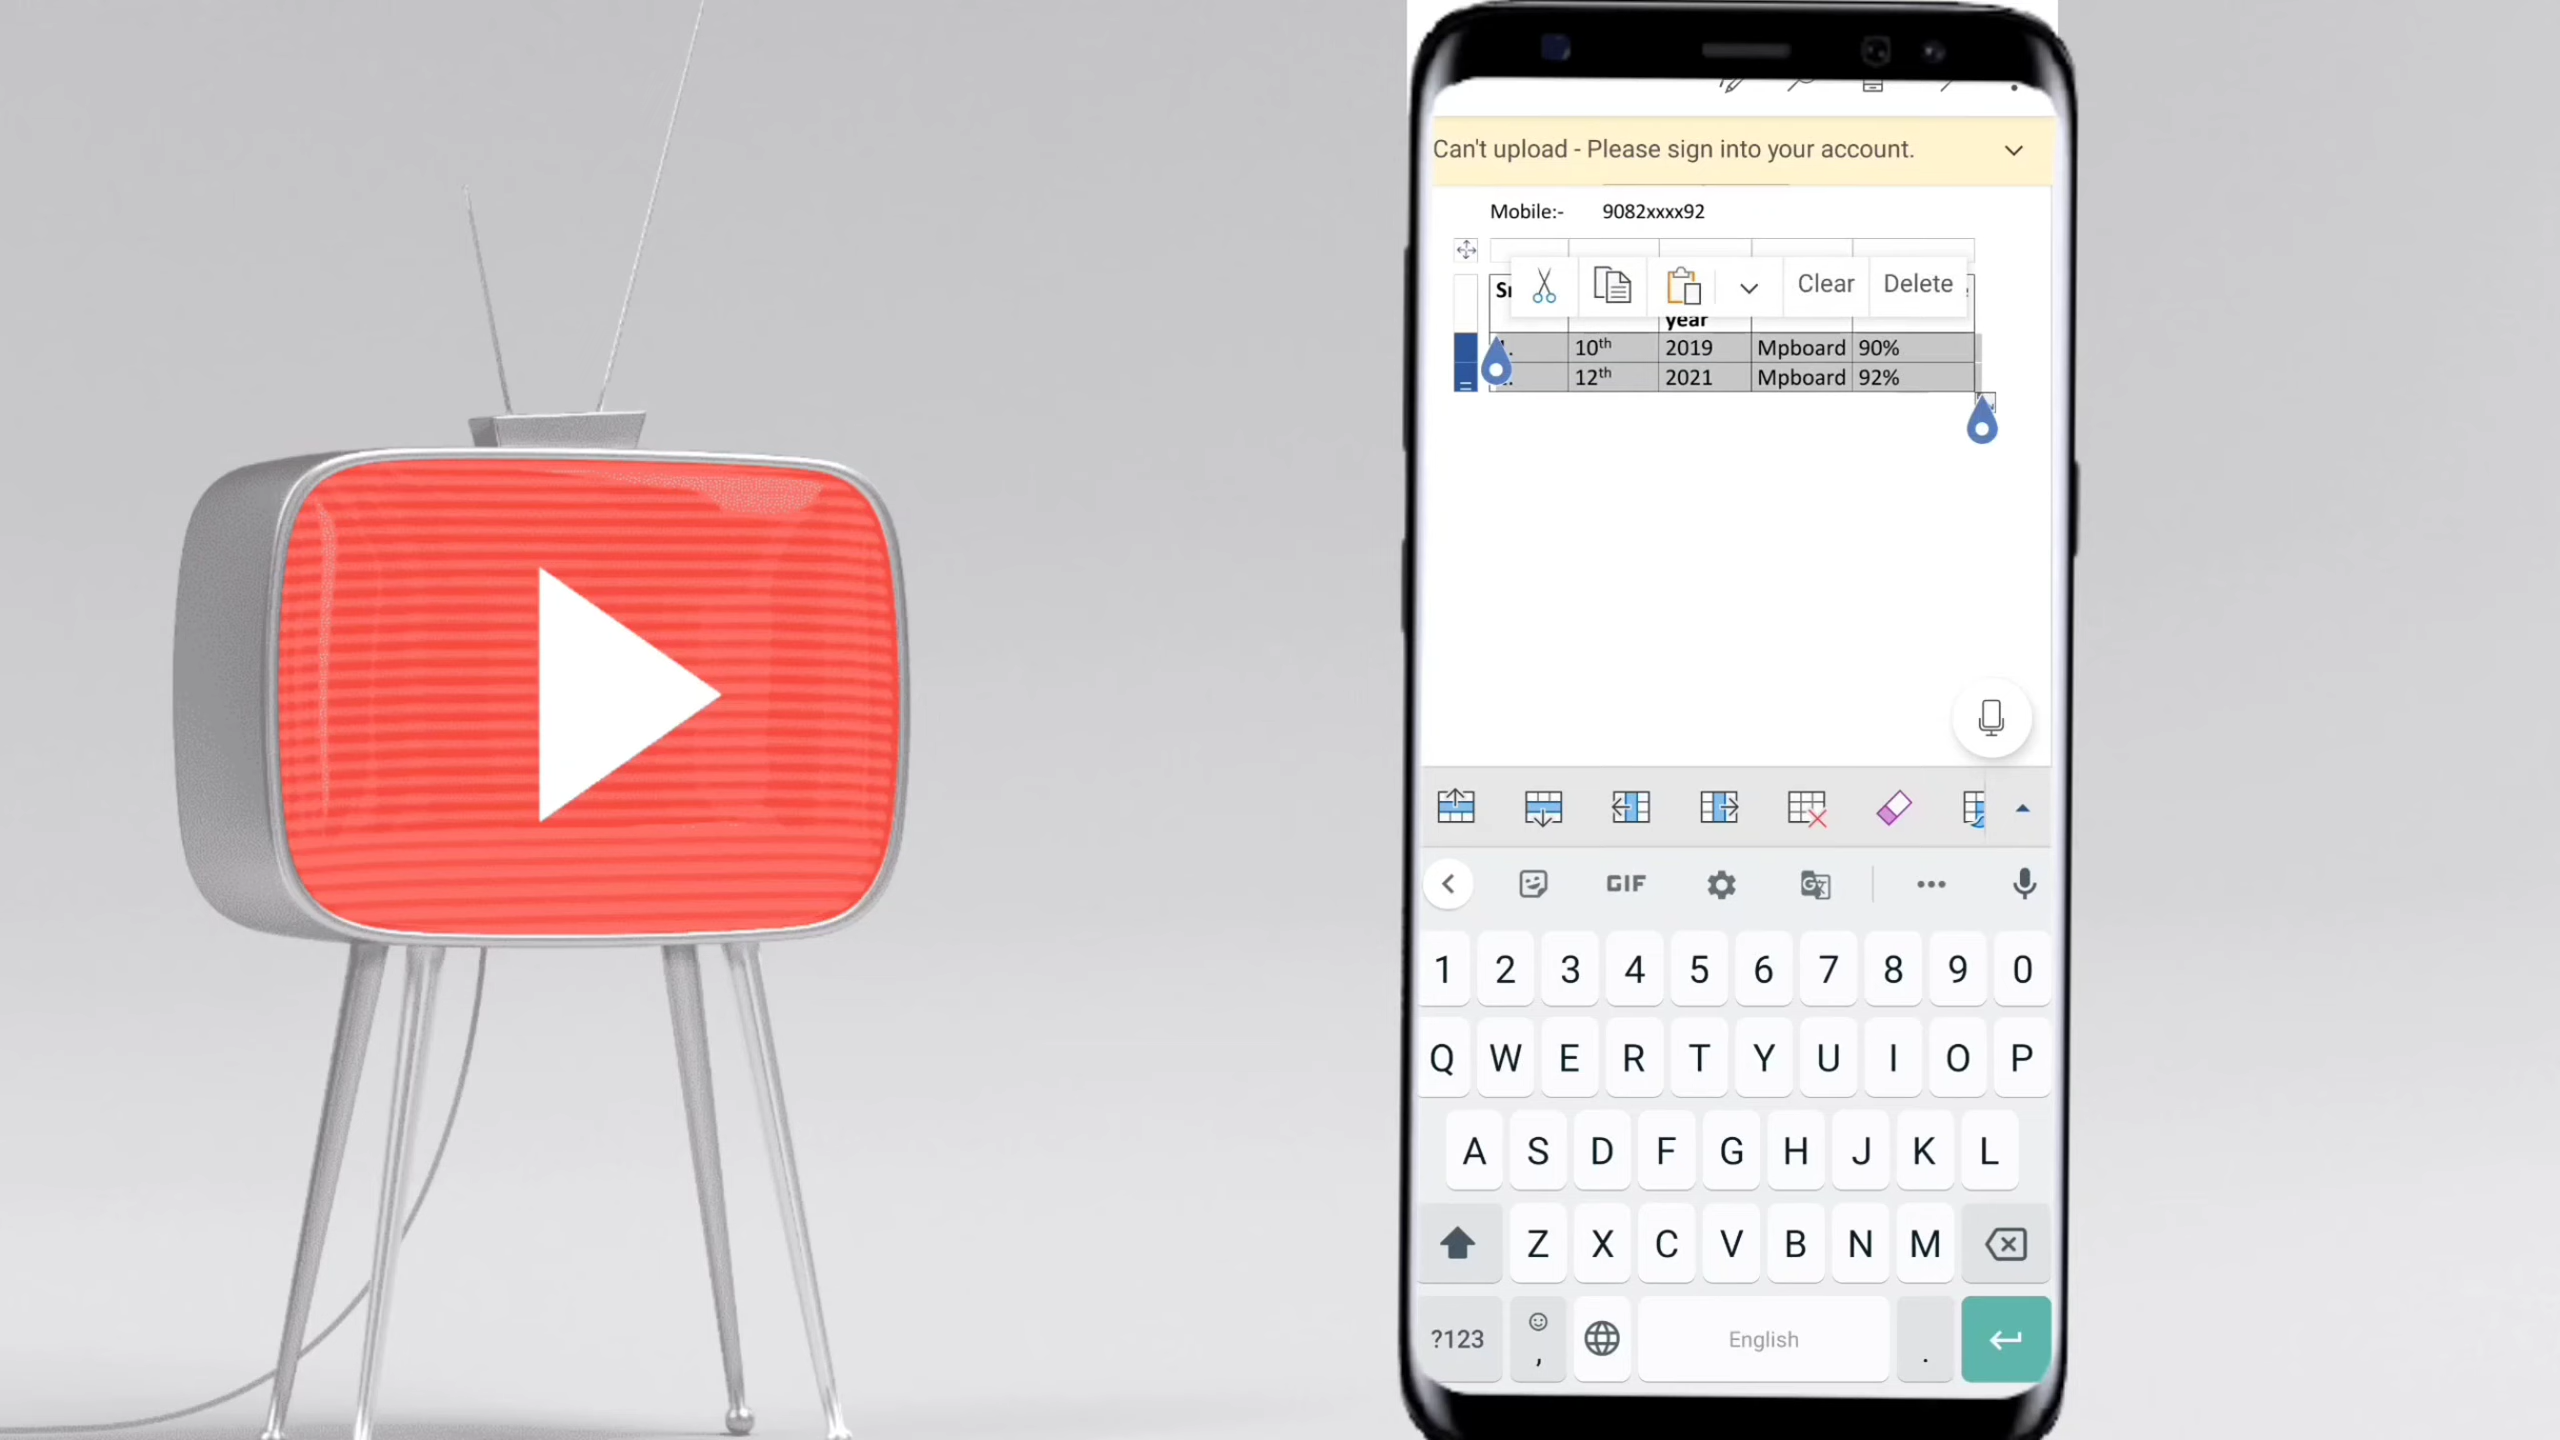 Can't upload - Please sign into your account.
Mobile:- 9082xxxx92
Clear Delete
year
10th 2019 Mpboard 90%
12th 2021 Mpboard 92%
GIF
1 2 3 4 5 6 7 8 9 0
Q W E R T Y U I O P
A S D F G H J K L
Z X C V B N M
?123 , English .